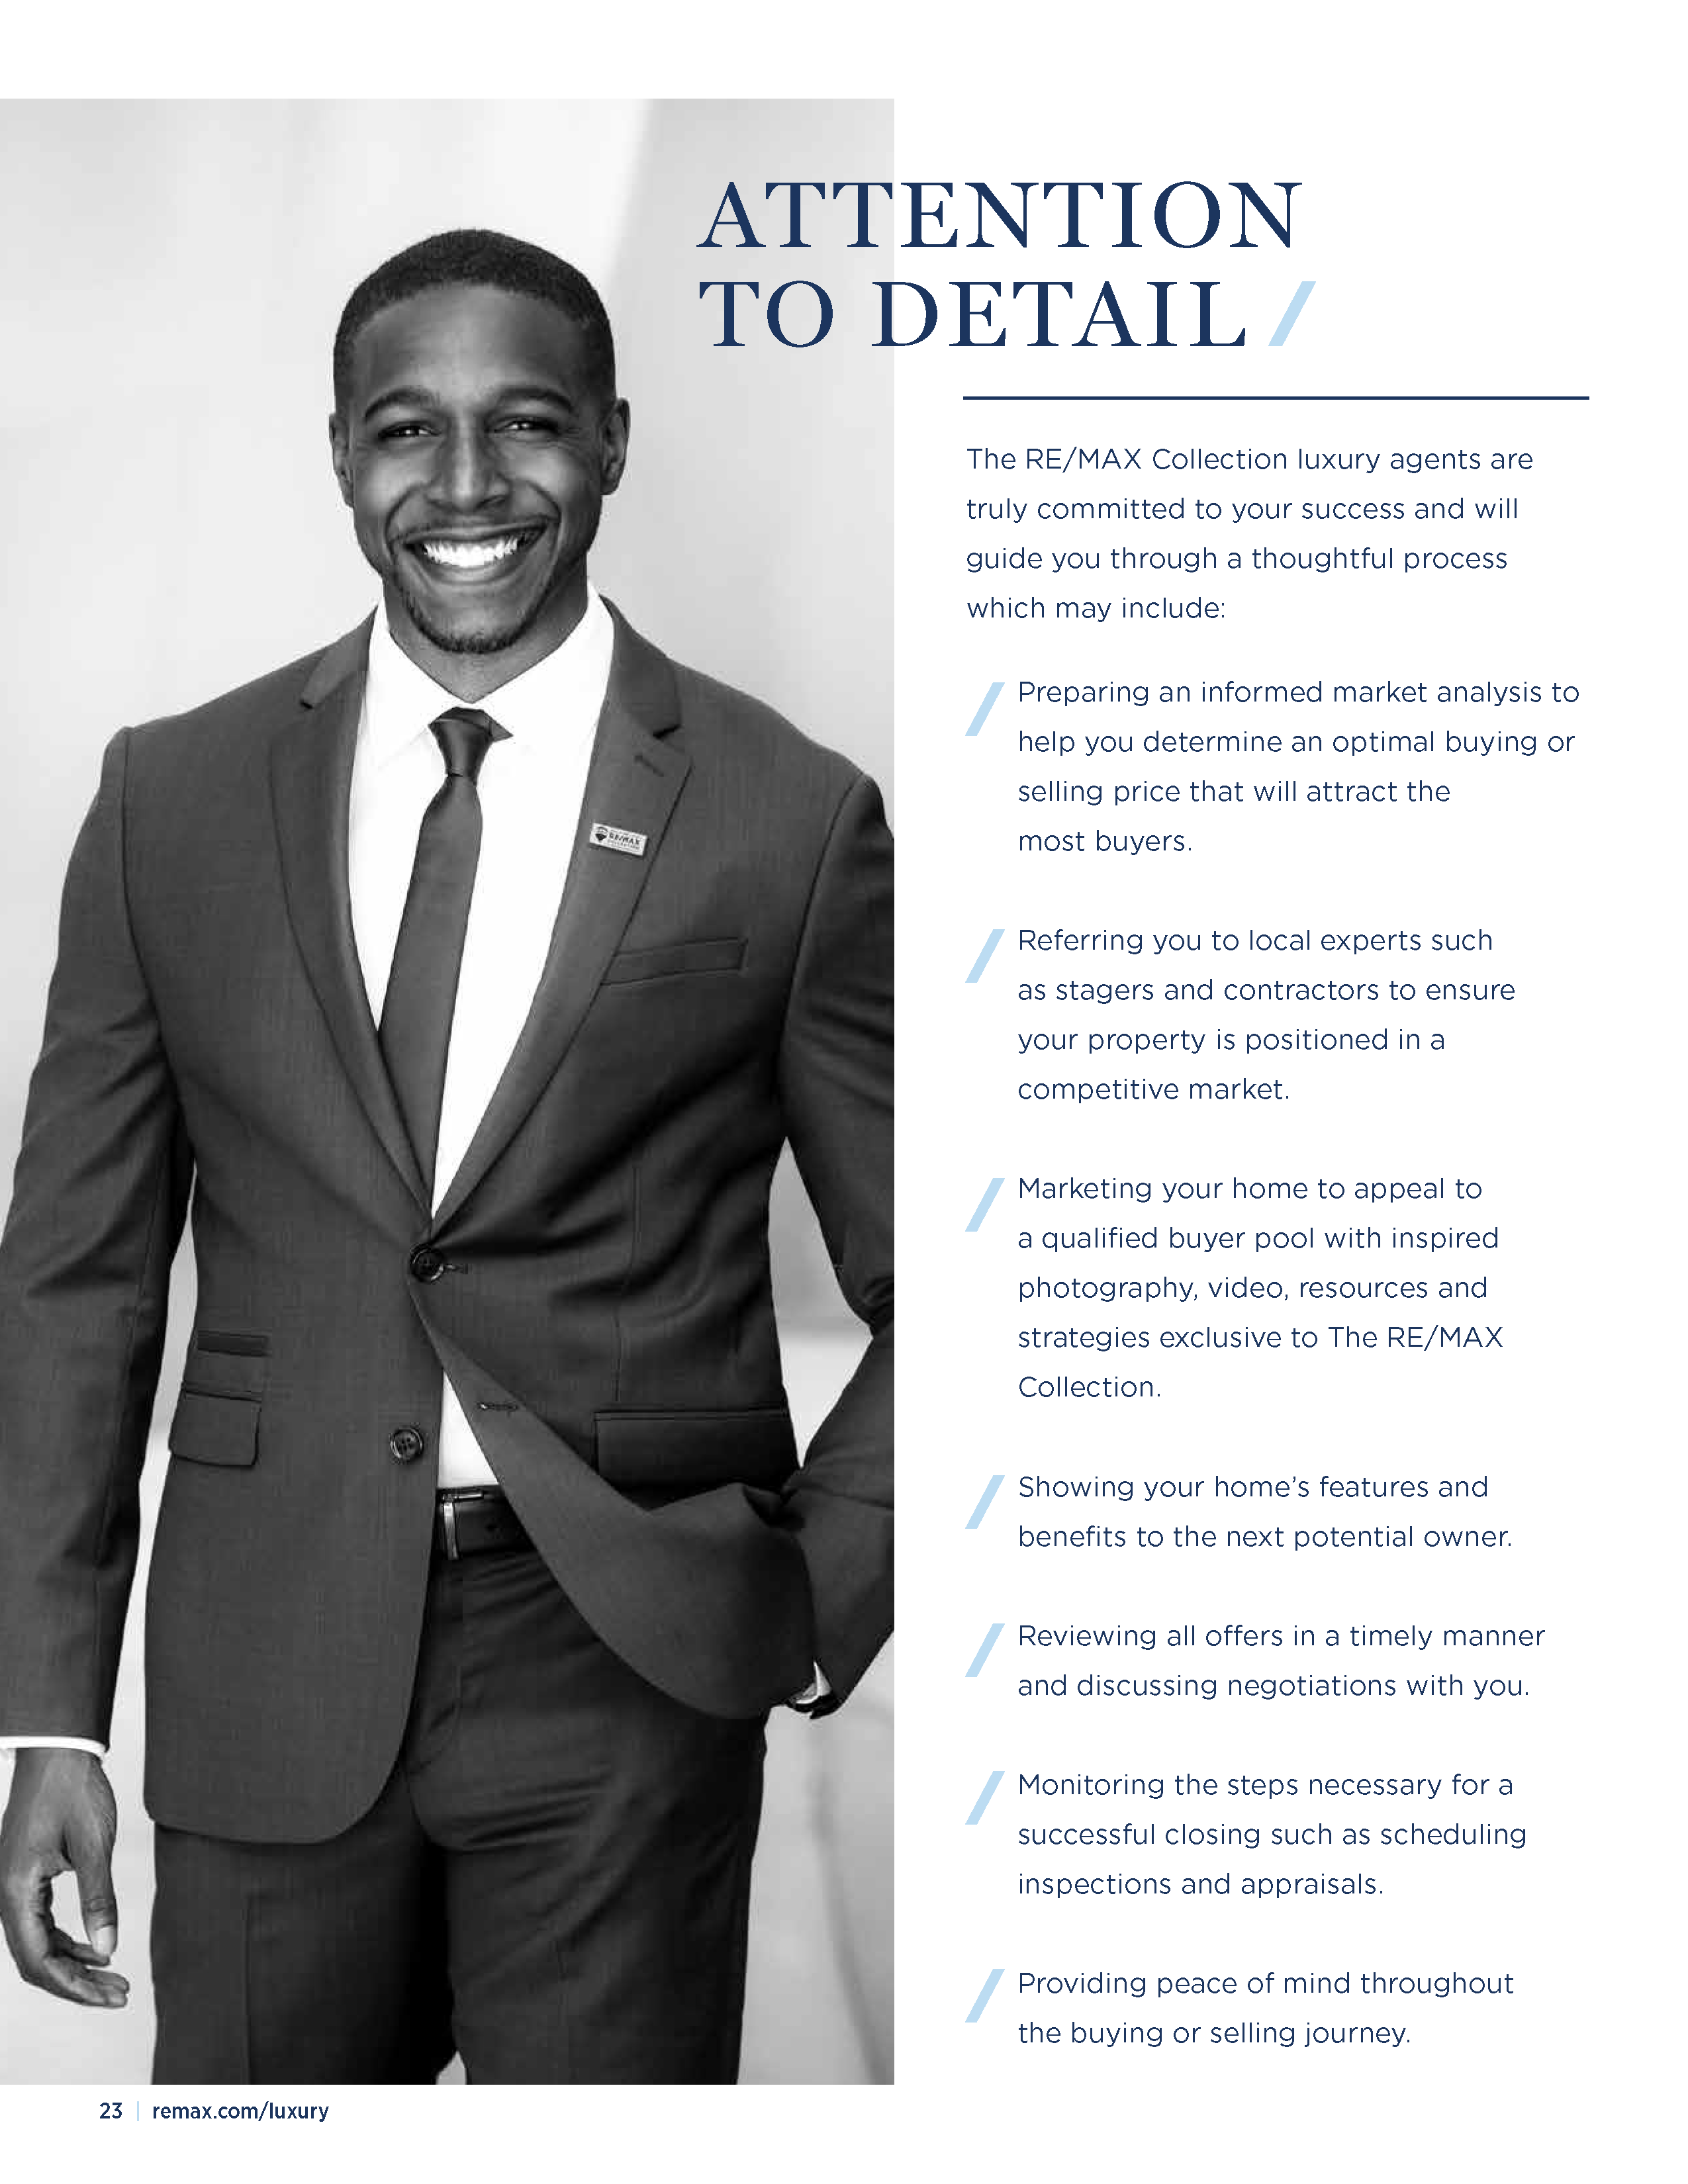 ATTENTION
TO DETAIL /
The RE/MAX Collection luxury agents are
truly committed to your success and will
guide you through a thoughtful process
which may include:
/ Preparing an informed market analysis to
help you determine an optimal buying or
selling price that will attract the
most buyers.
/ Referring you to local experts such
as stagers and contractors to ensure
your property is positioned in a
competitive market.
/ Marketing your home to appeal to
a qualified buyer pool with inspired
photography, video, resources and
strategies exclusive to The RE/MAX
Collection.
/ Showing your home’s features and
benefits to the next potential owner.
/ Reviewing all offers in a timely manner
and discussing negotiations with you.
/ Monitoring the steps necessary for a
successful closing such as scheduling
inspections and appraisals.
/ Providing peace of mind throughout
the buying or selling journey.
RE/MAX
23 | remax.com/luxury